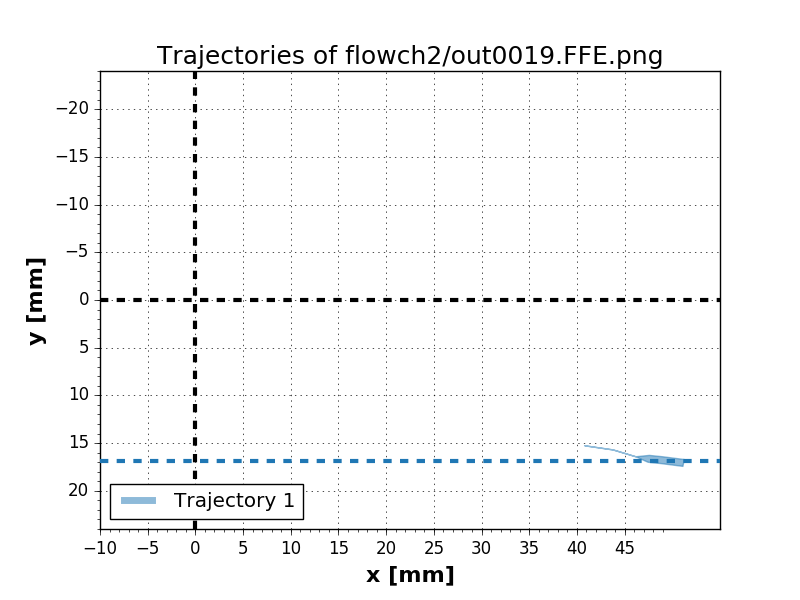 Trajectories of flowch2/out0019.FFE.png
−20
−15
−10
−5
0
5
10
15
20
y [mm]
Trajectory 1
−10 −5 0 5 10 15 20 25 30 35 40 45
x [mm]